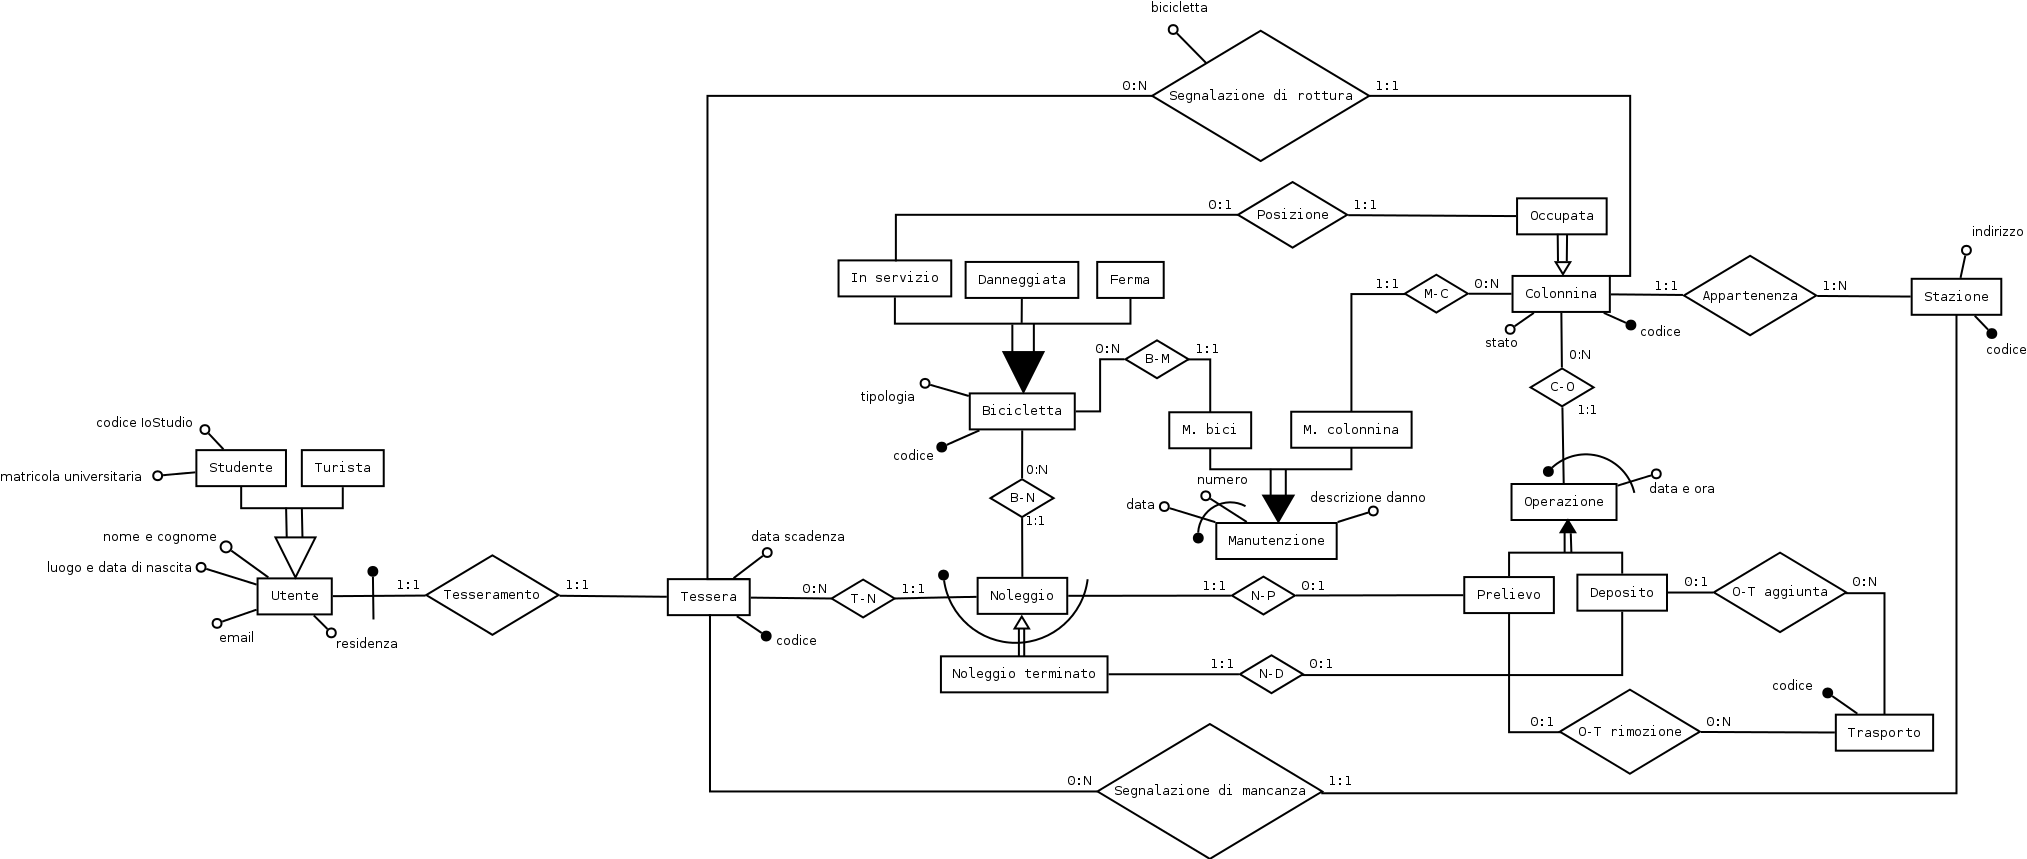 bicicletta
0:N
Segnalazione di rottura
1:1
0:1
Posizione
1:1
Occupata
indirizzo
In servizio
Danneggiata
Ferma
1:1
M-C
0:N
Colonnina
1:1
Appartenenza
1:N
Stazione
stato
codice
codice
0:N
B-M
1:1
0:N
C-O
1:1
tipologia
Bicicletta
codice
M. bici
M. colonnina
codice IoStudio
matricola universitaria
Studente
Turista
0:N
B-N
1:1
numero
data
descrizione danno
Manutenzione
data e ora
Operazione
nome e cognome
luogo e data di nascita
Utente
email
residenza
1:1
Tesseramento
1:1
data scadenza
Tessera
codice
0:N
T-N
1:1
Noleggio
1:1
N-P
0:1
Prelievo
Deposito
0:1
O-T aggiunta
0:N
Noleggio terminato
1:1
N-D
0:1
codice
0:1
O-T rimozione
0:N
Trasporto
0:N
Segnalazione di mancanza
1:1